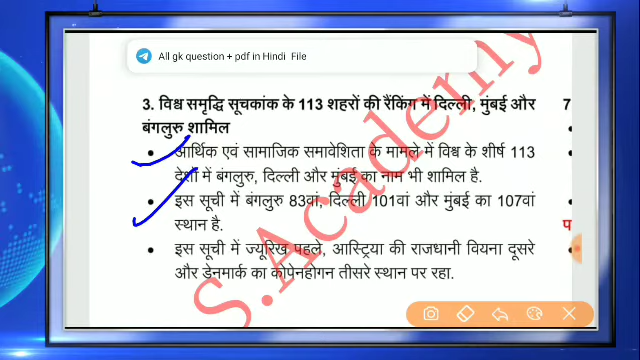 All gk question + pdf in Hindi File
3. विश्व समृद्धि सूचकांक के 113 शहरों की रैंकिंग में दिल्ली, मुंबई और
बंगलुरु शामिल
• आर्थिक एवं सामाजिक समावेशिता के मामले में विश्व के शीर्ष 113
देशों में बंगलुरु, दिल्ली और मुंबई का नाम भी शामिल है.
• इस सूची में बंगलुरु 83वां, दिल्ली 101वां और मुंबई का 107वां
स्थान है.
• इस सूची में ज्यूरिख पहले, आस्ट्रिया की राजधानी वियना दूसरे
और डेनमार्क का कोपेनहोगन तीसरे स्थान पर रहा.
7
प
S.Academy